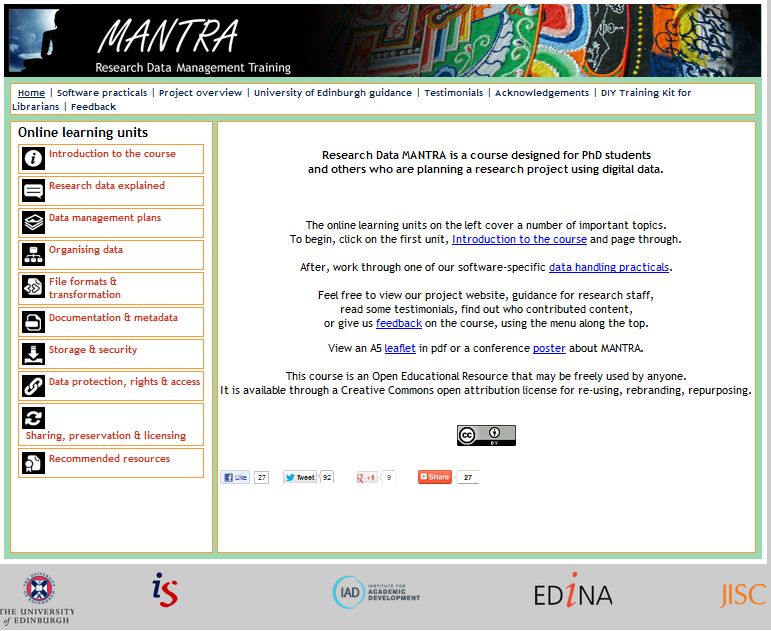 MANTRA
Research Data Management Training
Home | Software practicals | Project overview | University of Edinburgh guidance | Testimonials | Acknowledgements | DIY Training Kit for
Librarians | Feedback
Online learning units
Introduction to the course
Research data explained
Data management plans
Organising data
File formats &
transformation
Documentation & metadata
Storage & security
Data protection, rights & access
Sharing, preservation & licensing
Recommended resources
Research Data MANTRA is a course designed for PhD students
and others who are planning a research project using digital data.
The online learning units on the left cover a number of important topics.
To begin, click on the first unit, Introduction to the course and page through.
After, work through one of our software-specific data handling practicals.
Feel free to view our project website, guidance for research staff,
read some testimonials, find out who contributed content,
or give us feedback on the course, using the menu along the top.
View an A5 leaflet in pdf or a conference poster about MANTRA.
This course is an Open Educational Resource that may be freely used by anyone.
It is available through a Creative Commons open attribution license for re-using, rebranding, repurposing.
cc BY
Like 27 Tweet 92 g +1 9 Share 27
THE UNIVERSITY
of EDINBURGH
is
IAD INSTITUTE FOR
ACADEMIC
DEVELOPMENT
EDINA
JISC